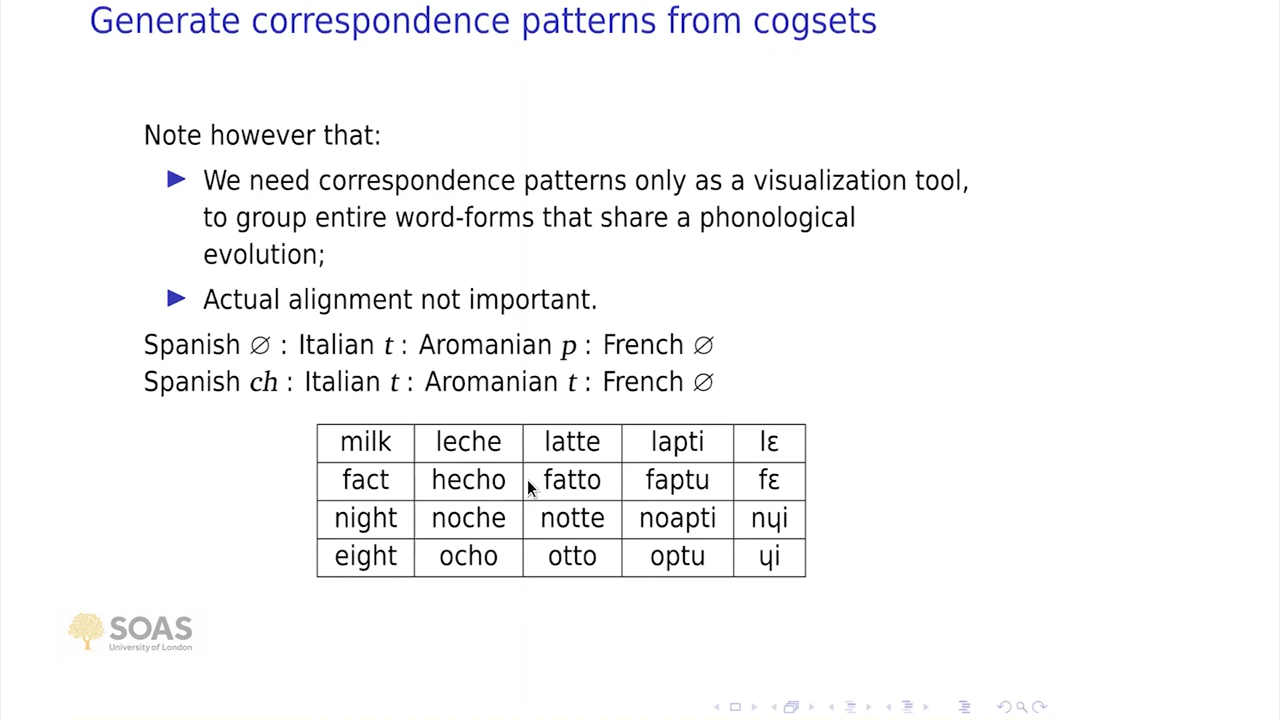 Generate correspondence patterns from cogsets
Note however that:
▶ We need correspondence patterns only as a visualization tool,
to group entire word-forms that share a phonological
evolution;
▶ Actual alignment not important.
Spanish ∅ : Italian t : Aromanian p : French ∅
Spanish ch : Italian t : Aromanian t : French ∅
milk leche latte lapti lɛ
fact hecho fatto faptu fɛ
night noche notte noapti nɥi
eight ocho otto optu ɥi
SOAS
University of London